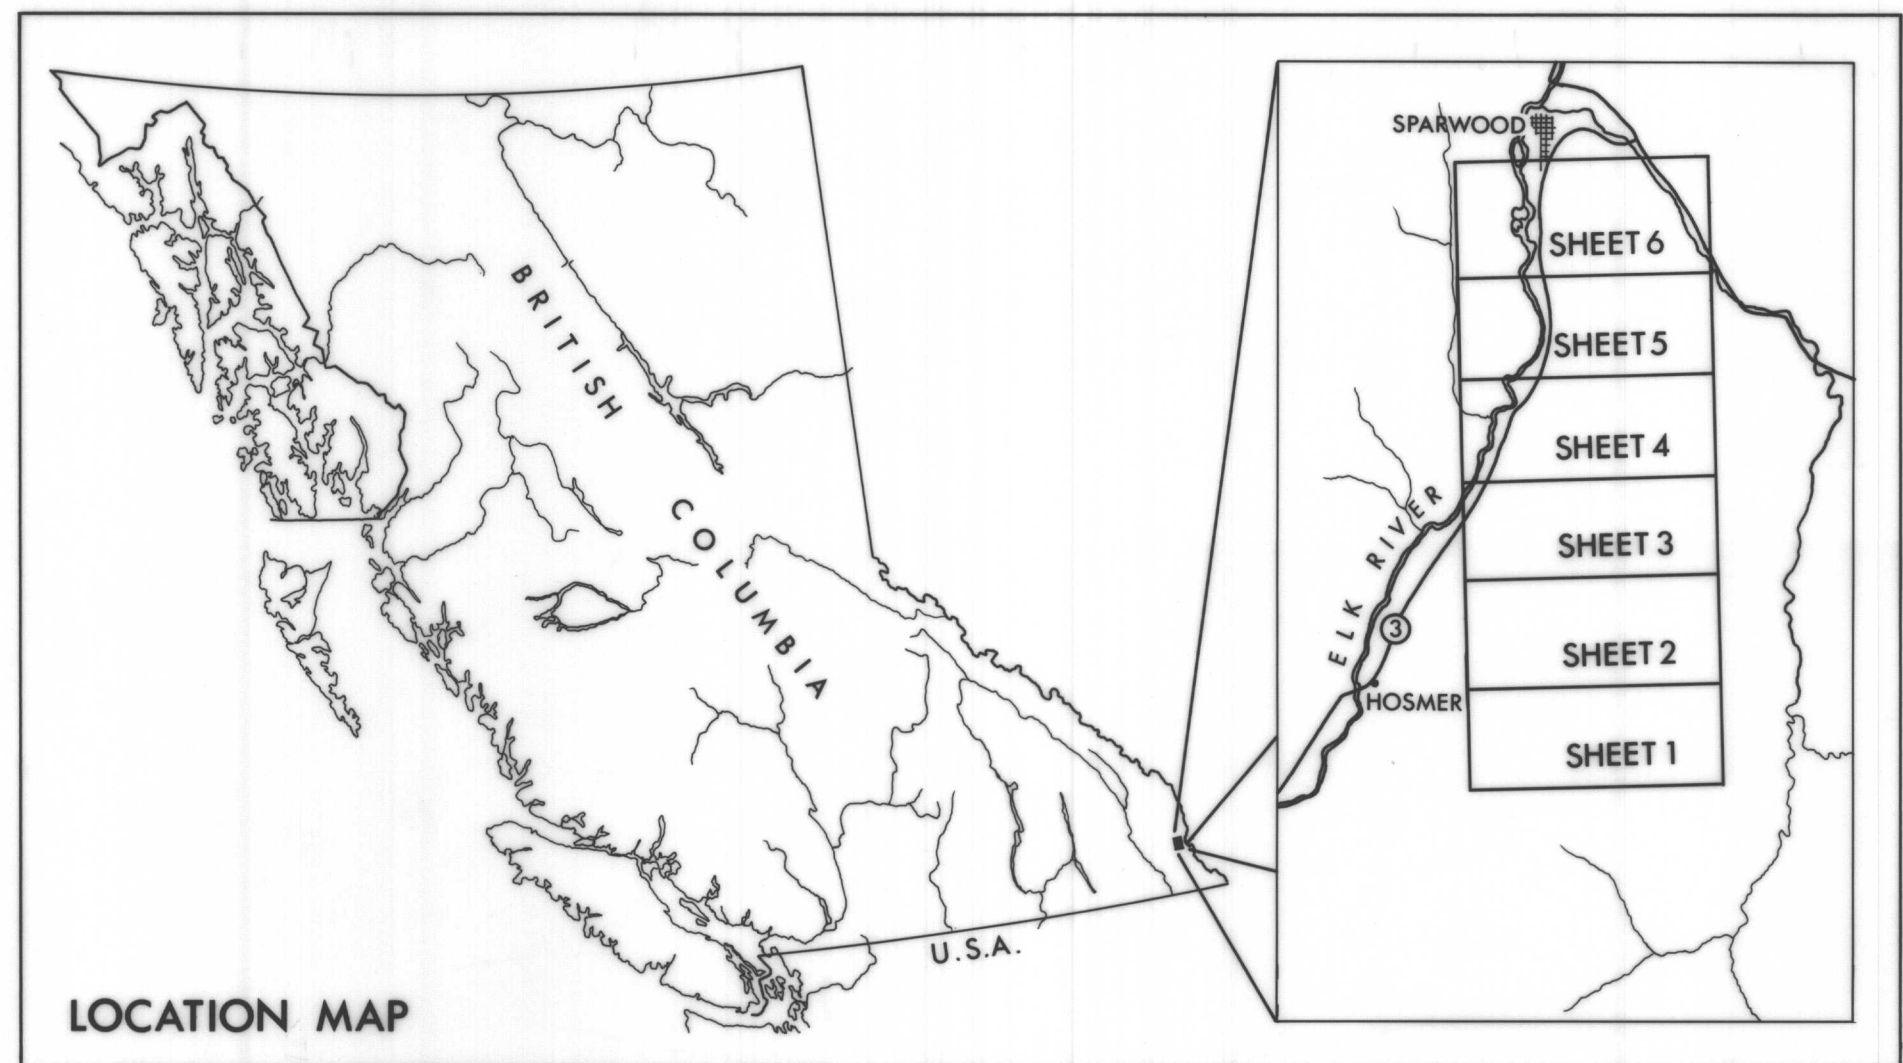 SPARWOOD
SHEET 6
BRITISH
SHEET 5
SHEET 4
COLUMBIA
ELK RIVER
SHEET 3
3
SHEET 2
HOSMER
SHEET 1
U.S.A.
LOCATION MAP